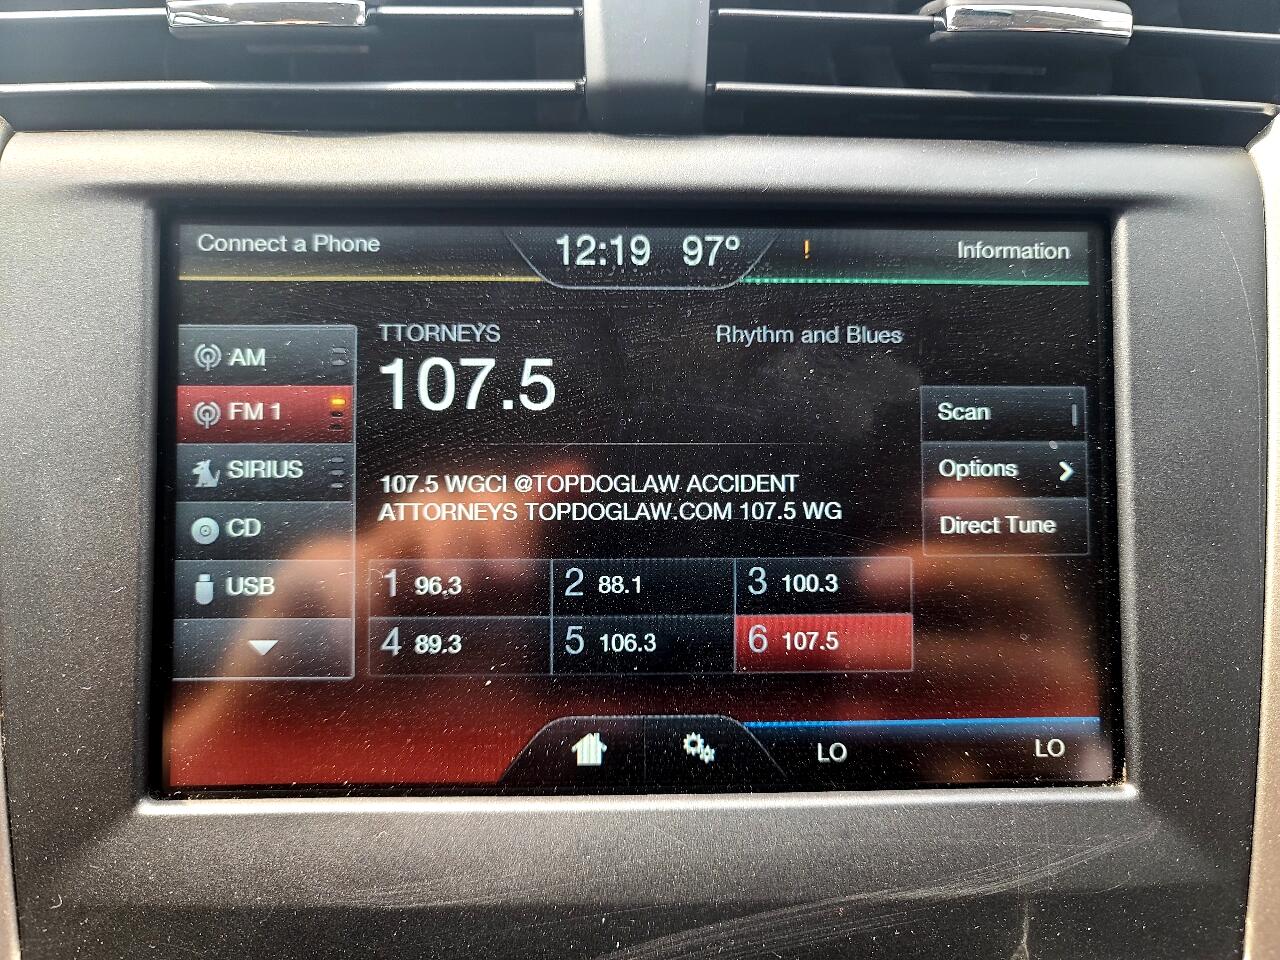 Connect a Phone
12:19 97° ! Information
TTORNEYS Rhythm and Blues
107.5
AM
FM 1
SIRIUS
CD
USB
107.5 WGCI @TOPDOGLAW ACCIDENT
ATTORNEYS TOPDOGLAW.COM 107.5 WG
Scan
Options
Direct Tune
1 96.3 2 88.1 3 100.3
4 89.3 5 106.3 6 107.5
LO LO